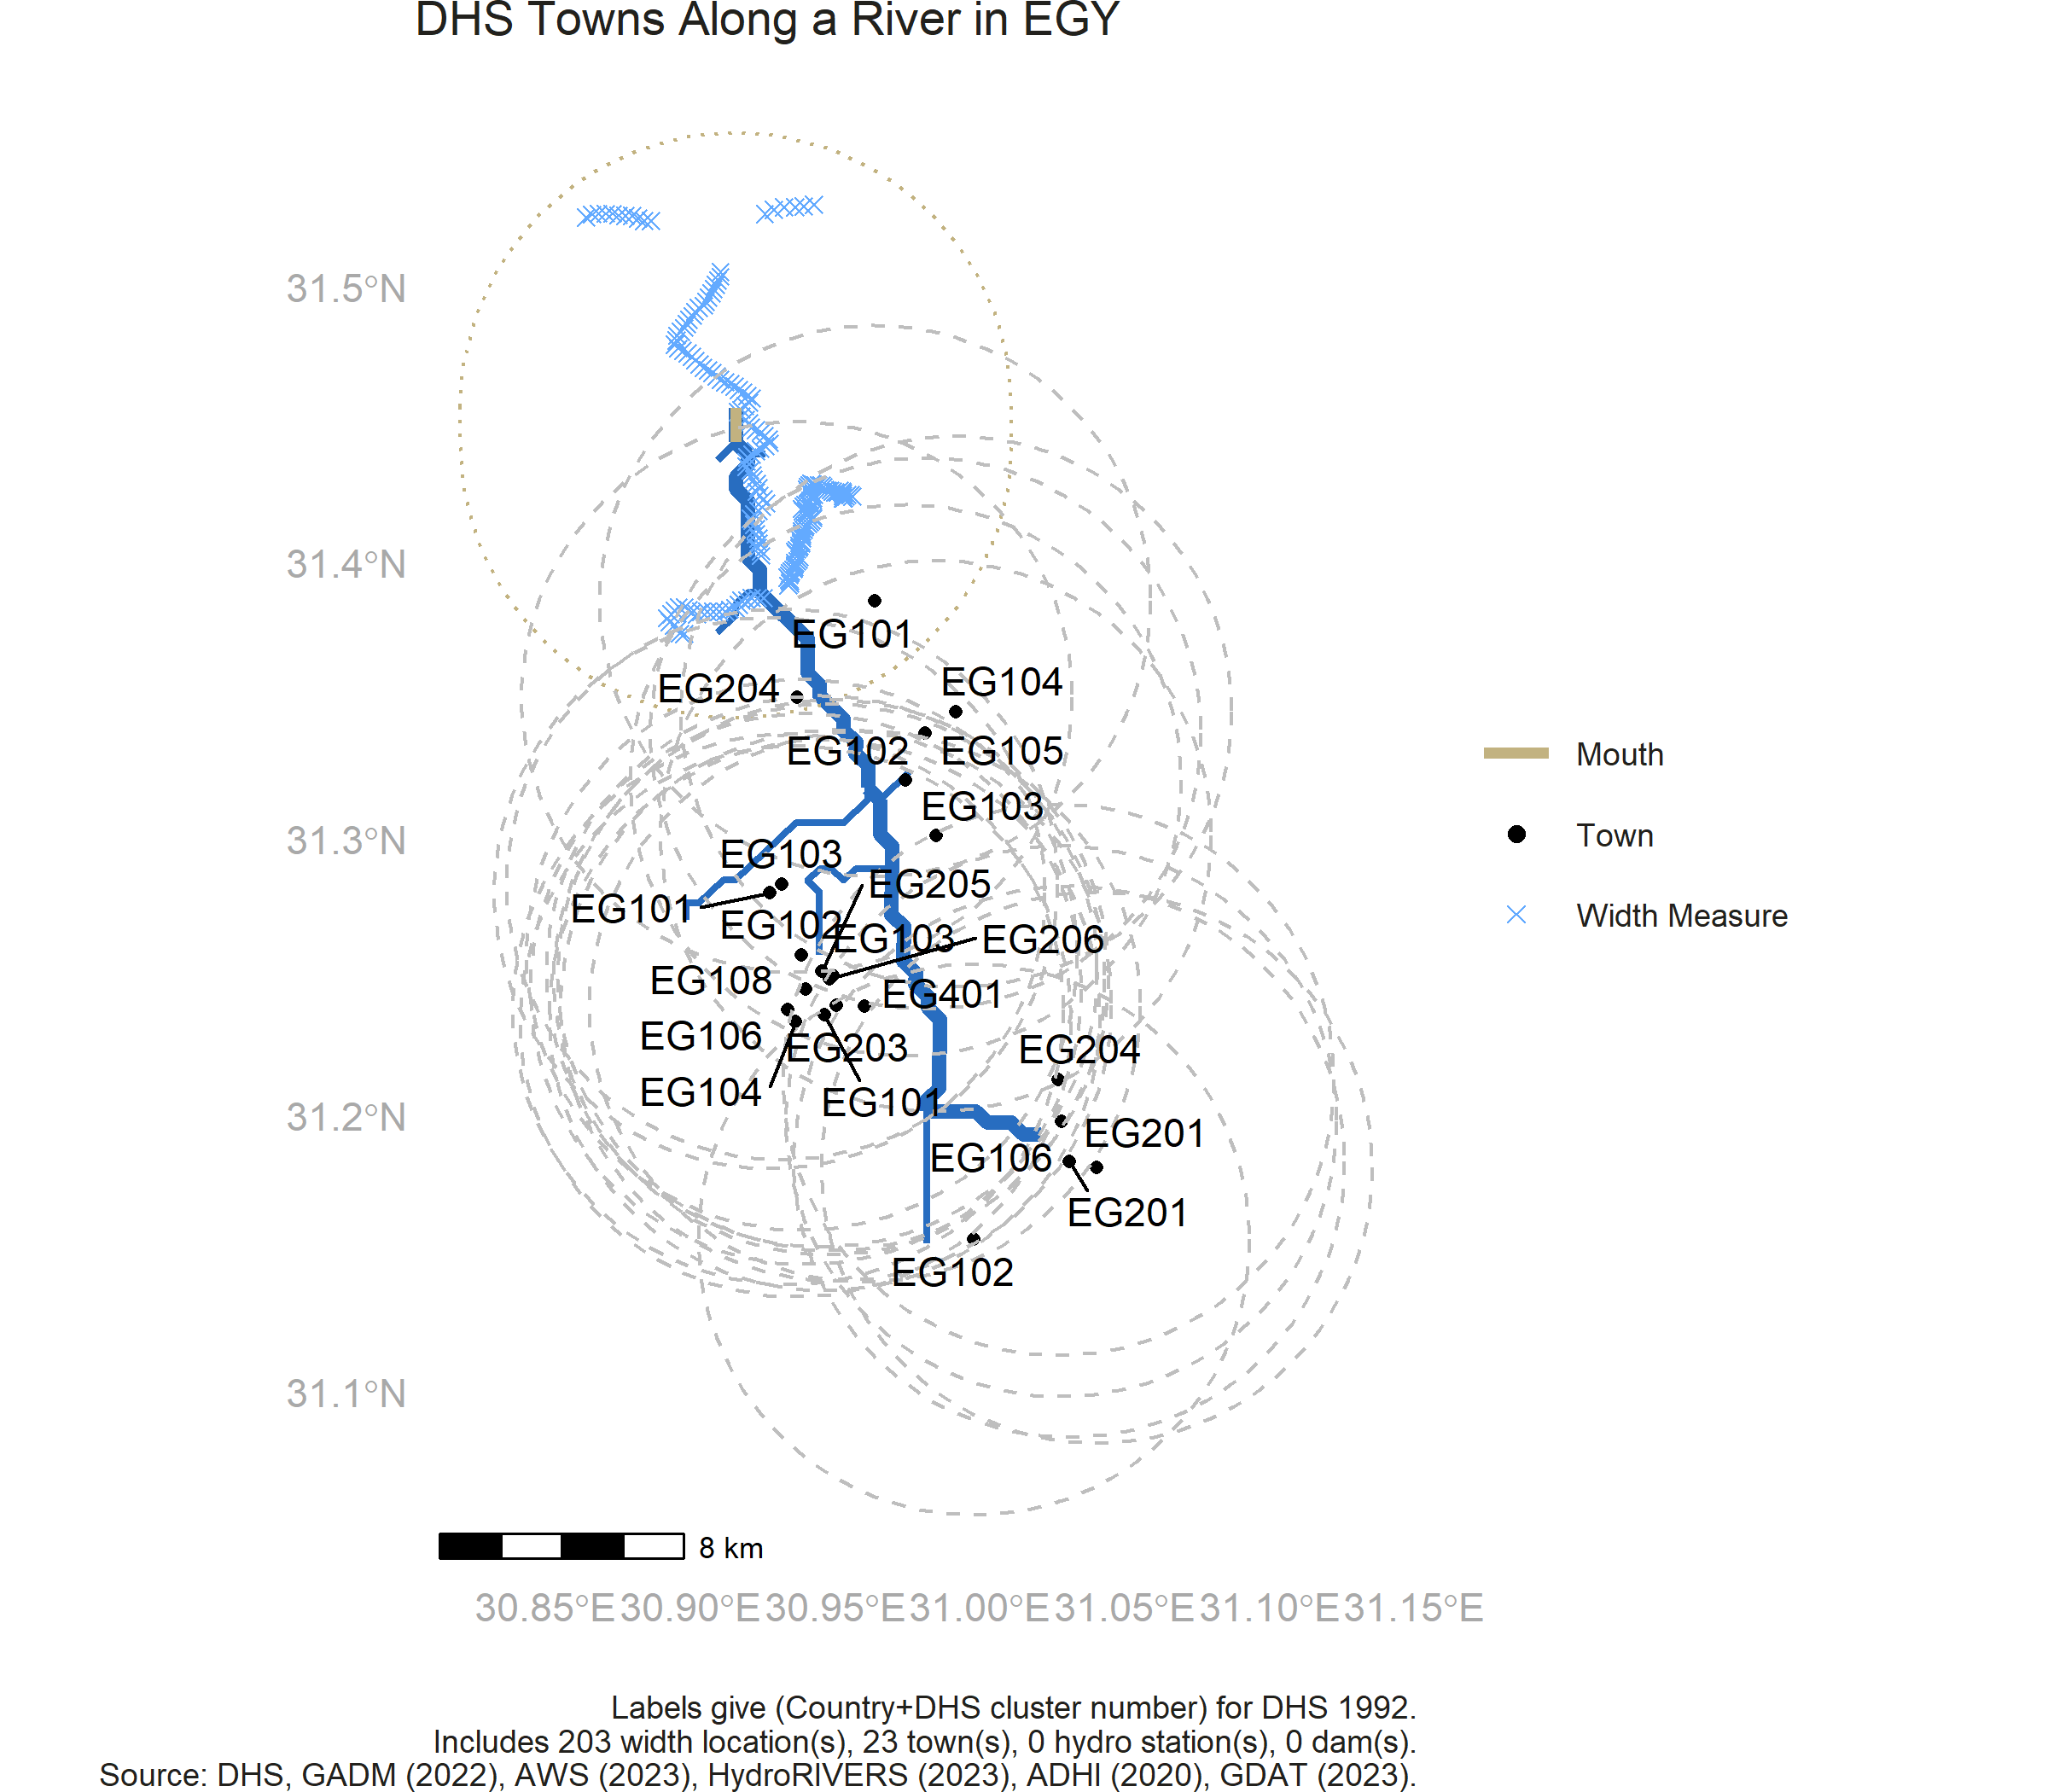 DHS Towns Along a River in EGY
31.5°N
31.4°N
EG101
EG204
EG104
EG102
EG105
Mouth
EG103
Town
31.3°N
EG103
EG205
EG101
EG102
EG103
EG206
Width Measure
EG108
EG401
EG106
EG203
EG204
EG104
EG101
31.2°N
EG201
EG106
EG201
EG102
31.1°N
8 km
30.85°E 30.90°E 30.95°E 31.00°E 31.05°E 31.10°E 31.15°E
Labels give (Country+DHS cluster number) for DHS 1992.
Includes 203 width location(s), 23 town(s), 0 hydro station(s), 0 dam(s).
Source: DHS, GADM (2022), AWS (2023), HydroRIVERS (2023), ADHI (2020), GDAT (2023).